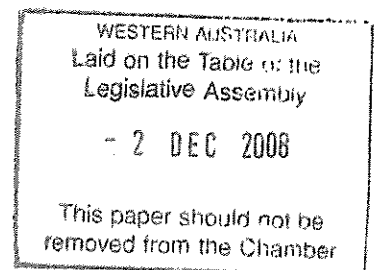 WESTERN AUSTRALIA
Laid on the Table of the
Legislative Assembly
- 2 DEC 2008
This paper should not be
removed from the Chamber